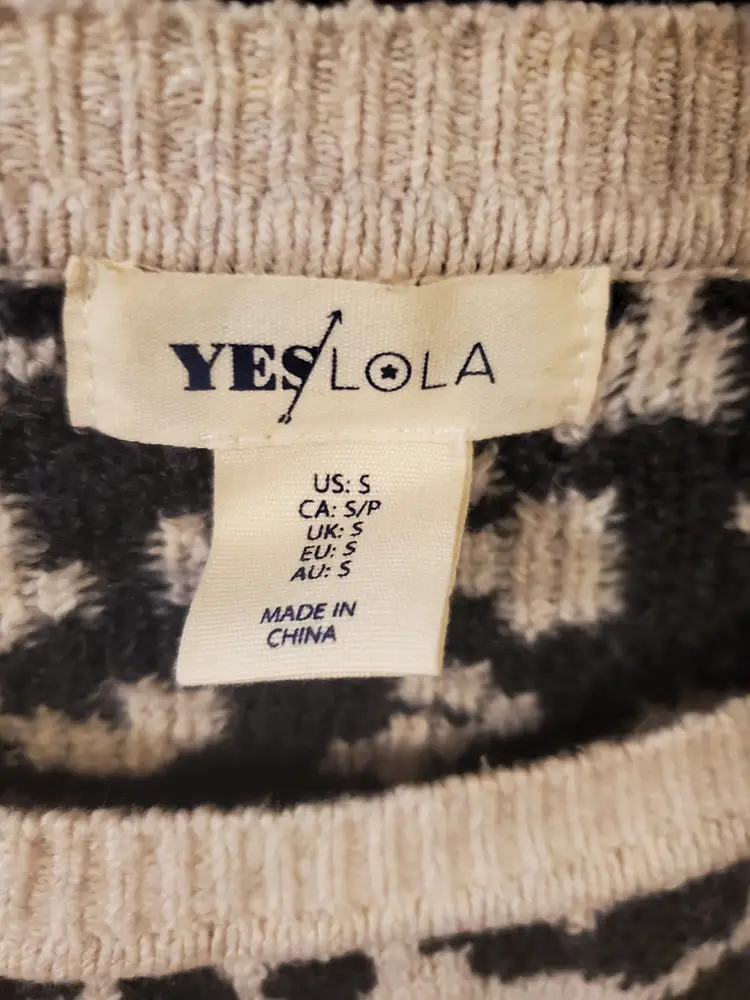 YES/LOLA
US: S
CA: S/P
UK: S
EU: S
AU: S
MADE IN
CHINA